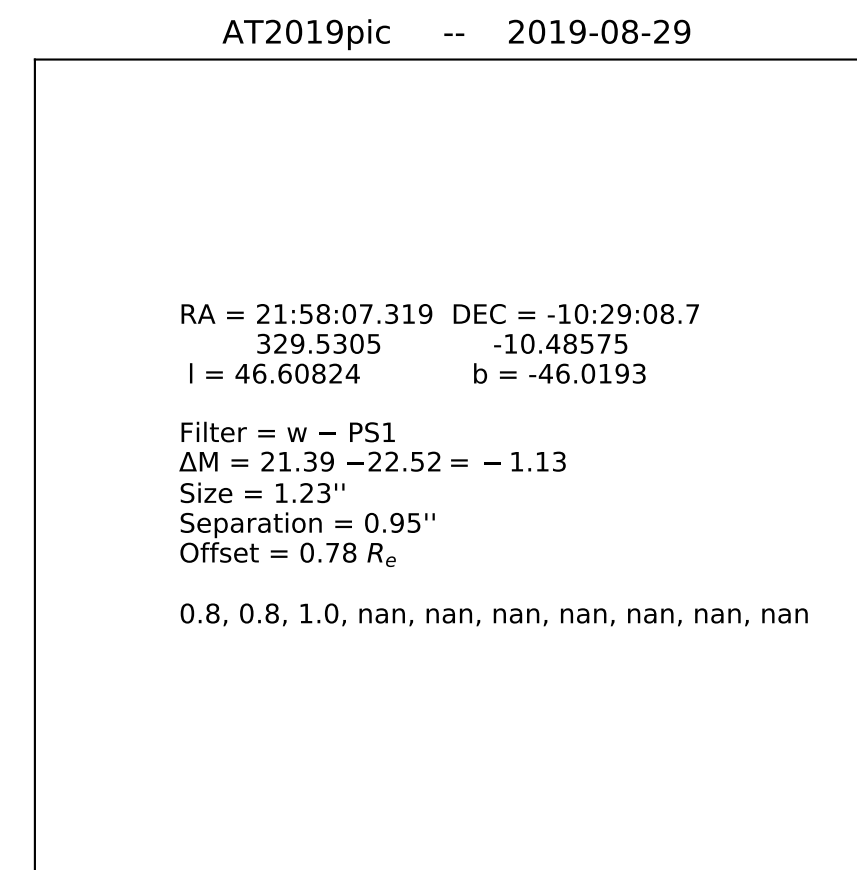 AT2019pic -- 2019-08-29
RA = 21:58:07.319 DEC = -10:29:08.7
329.5305 -10.48575
l = 46.60824 b = -46.0193
Filter = w − PS1
ΔM = 21.39 −22.52 = − 1.13
Size = 1.23''
Separation = 0.95''
Offset = 0.78 Re
0.8, 0.8, 1.0, nan, nan, nan, nan, nan, nan, nan